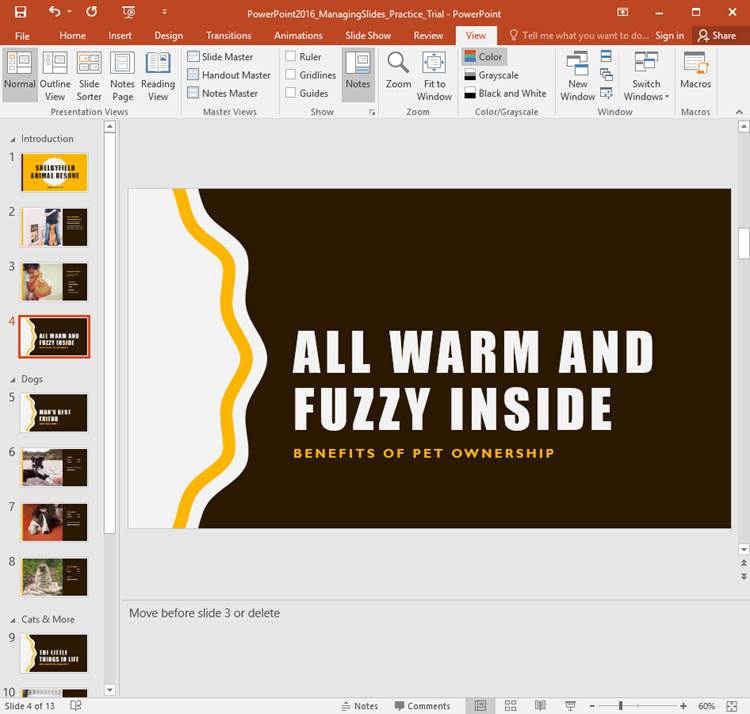 PowerPoint2016_ManagingSlides_Practice_Trial - PowerPoint
File Home Insert Design Transitions Animations Slide Show Review View Tell me what you want to do... Sign in Share
Normal
Outline View
Slide Sorter
Notes Page
Reading View
Presentation Views
Slide Master
Handout Master
Notes Master
Master Views
Ruler
Gridlines
Guides
Notes
Show
Zoom
Fit to Window
Zoom
Color
Grayscale
Black and White
Color/Grayscale
New Window
Switch Windows
Window
Macros
Macros
Introduction
1
SHELBYFIELD
ANIMAL RESCUE
2
3
4
ALL WARM AND
FUZZY INSIDE
Dogs
5
MAN'S BEST
FRIEND
6
7
8
Cats & More
9
THE LITTLE
THINGS IN LIFE
10
ALL WARM AND
FUZZY INSIDE
BENEFITS OF PET OWNERSHIP
Move before slide 3 or delete
Slide 4 of 13 Notes Comments 60%